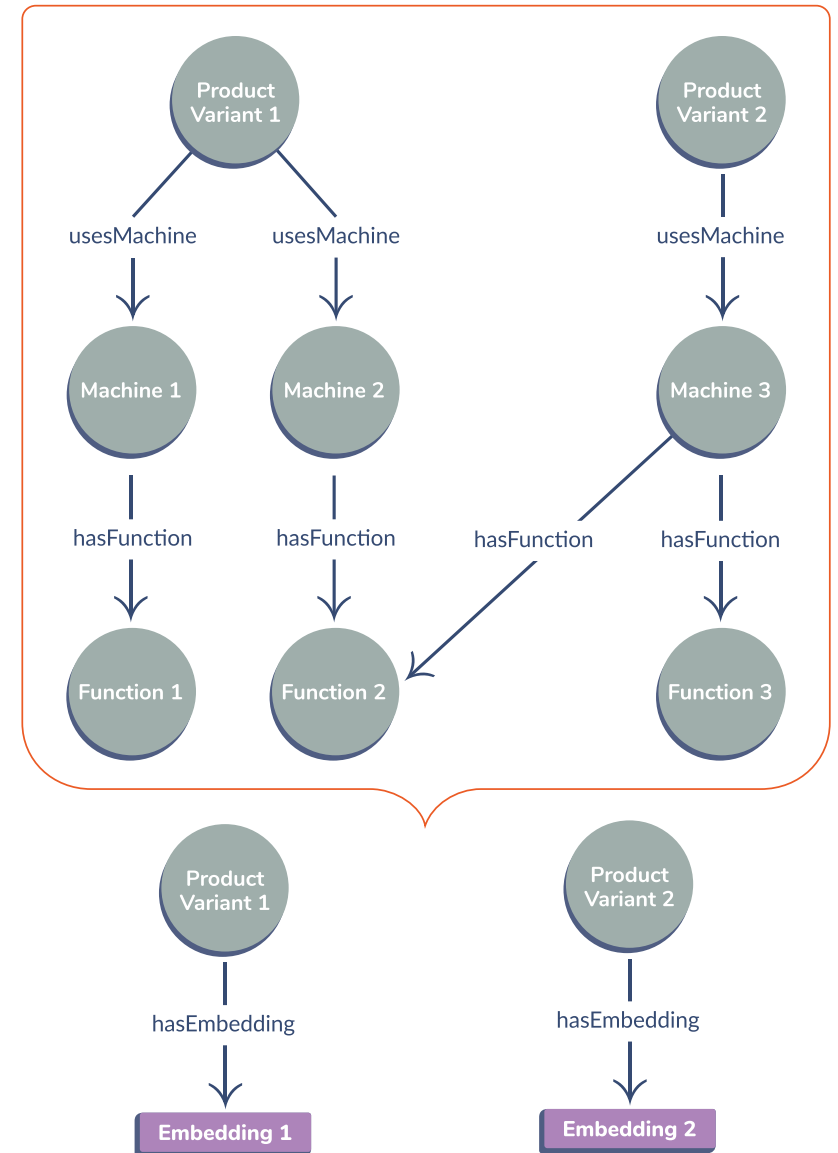 Product
Variant 1
Product
Variant 2
usesMachine
usesMachine
usesMachine
Machine 1
Machine 2
Machine 3
hasFunction
hasFunction
hasFunction
hasFunction
Function 1
Function 2
Function 3
Product
Variant 1
Product
Variant 2
hasEmbedding
hasEmbedding
Embedding 1
Embedding 2